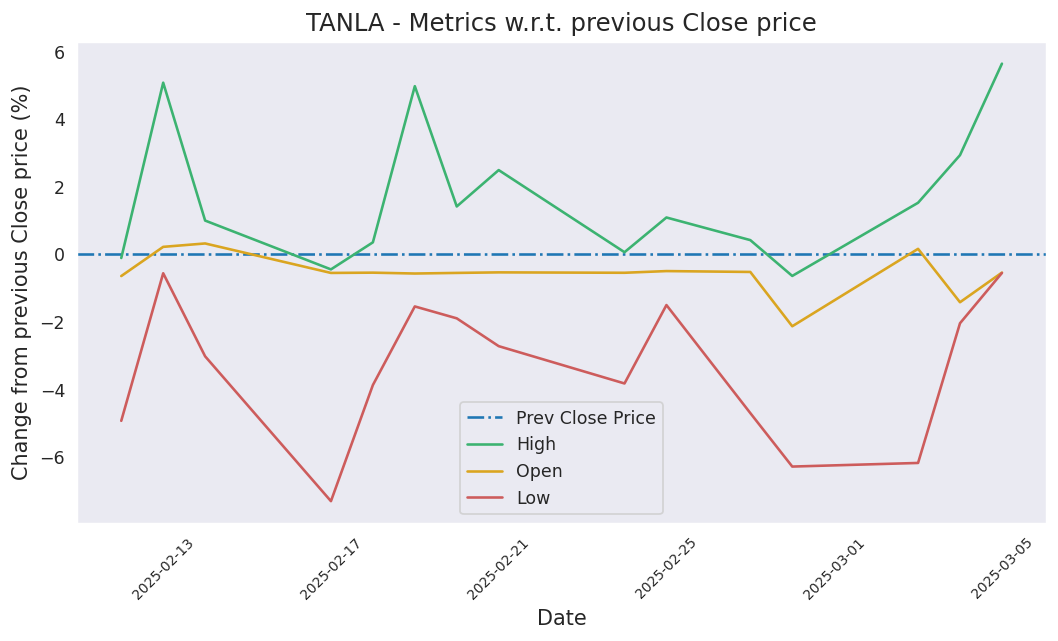 TANLA - Metrics w.r.t. previous Close price
Change from previous Close price (%)
6
4
2
0
−2
−4
−6
Prev Close Price
High
Open
Low
2025-02-13
2025-02-17
2025-02-21
2025-02-25
2025-03-01
2025-03-05
Date